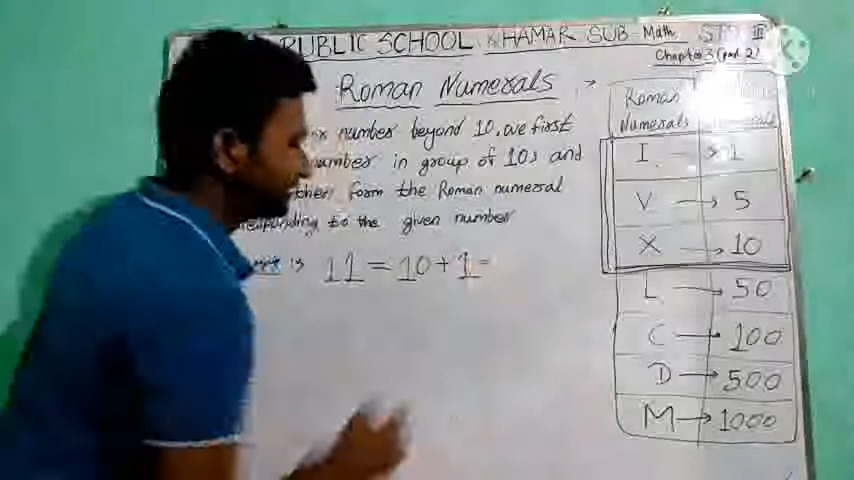 PUBLIC SCHOOL KHAMAR SUB - Math STD III
Chapter 3 (part 2)
Roman Numerals
number beyond 10, we first
number in group of 10s and
then form the Roman numeral
to the given number
is 11 = 10 + 1 =
Roman
Numerals
I → 1
V → 5
X → 10
L → 50
C → 100
D → 500
M → 1000